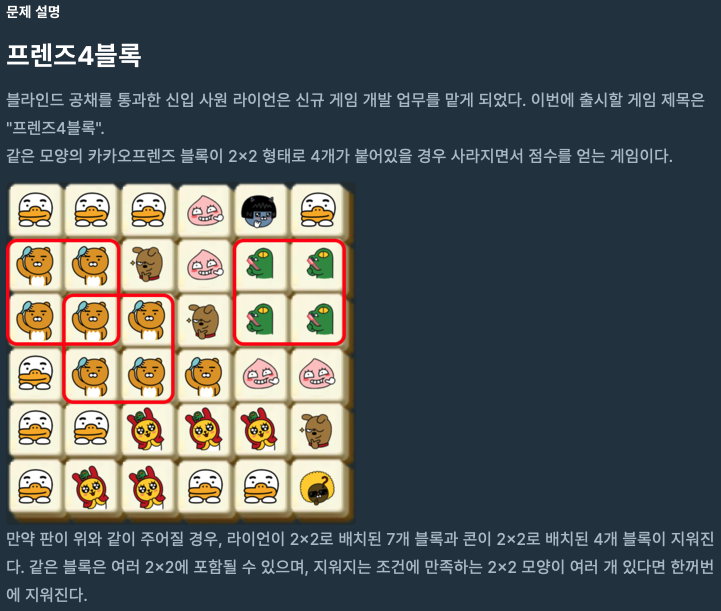 문제 설명
프렌즈4블록
블라인드 공채를 통과한 신입 사원 라이언은 신규 게임 개발 업무를 맡게 되었다. 이번에 출시할 게임 제목은
"프렌즈4블록".
같은 모양의 카카오프렌즈 블록이 2×2 형태로 4개가 붙어있을 경우 사라지면서 점수를 얻는 게임이다.
만약 판이 위와 같이 주어질 경우, 라이언이 2×2로 배치된 7개 블록과 콘이 2×2로 배치된 4개 블록이 지워진
다. 같은 블록은 여러 2×2에 포함될 수 있으며, 지워지는 조건에 만족하는 2×2 모양이 여러 개 있다면 한꺼번
에 지워진다.